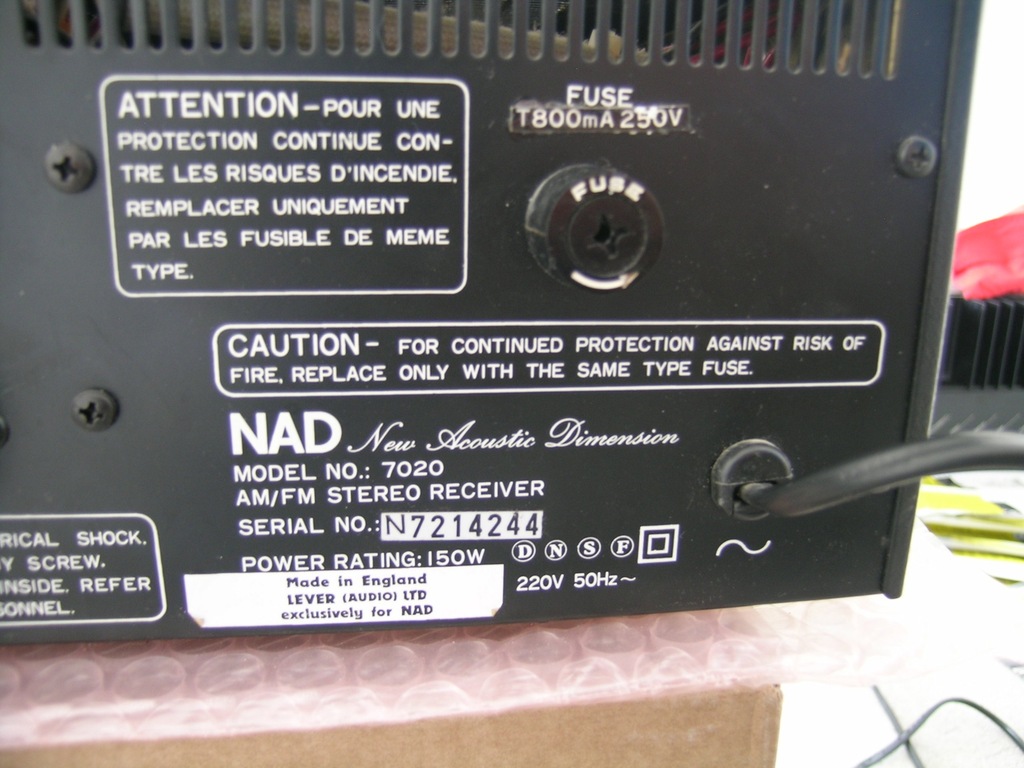 ATTENTION – POUR UNE
PROTECTION CONTINUE CON-
TRE LES RISQUES D'INCENDIE,
REMPLACER UNIQUEMENT
PAR LES FUSIBLE DE MEME
TYPE.
FUSE
T800mA 250V
FUSE
CAUTION – FOR CONTINUED PROTECTION AGAINST RISK OF
FIRE, REPLACE ONLY WITH THE SAME TYPE FUSE.
NAD New Acoustic Dimension
MODEL NO.: 7020
AM/FM STEREO RECEIVER
SERIAL NO.: N7214244
POWER RATING: 150W
D N S F
220V 50Hz ~
Made in England
LEVER (AUDIO) LTD
exclusively for NAD
RICAL SHOCK.
Y SCREW.
INSIDE. REFER
SONNEL.